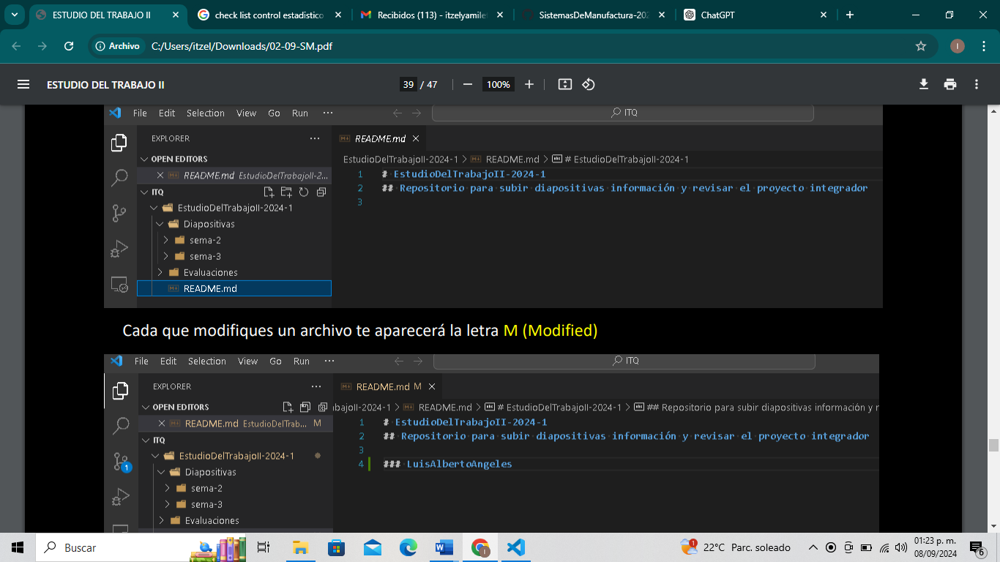 ESTUDIO DEL TRABAJO II
check list control estadístico
Recibidos (113) - itzelyamile
SistemasDeManufactura-202
ChatGPT
Archivo
C:/Users/itzel/Downloads/02-09-SM.pdf
I
ESTUDIO DEL TRABAJO II
39 / 47
100%
File Edit Selection View Go Run ···
ITQ
EXPLORER ···
README.md
OPEN EDITORS
EstudioDelTrabajoII-2024-1 > README.md > # EstudioDelTrabajoII-2024-1
README.md EstudioDelTrabajoII-2...
1 # EstudioDelTrabajoII-2024-1
2 ## Repositorio para subir diapositivas información y revisar el proyecto integrador
3
ITQ
EstudioDelTrabajoII-2024-1
Diapositivas
sema-2
sema-3
Evaluaciones
README.md
Cada que modifiques un archivo te aparecerá la letra M (Modified)
File Edit Selection View Go Run ···
ITQ
EXPLORER ···
README.md M
OPEN EDITORS
abajoII-2024-1 > README.md > # EstudioDelTrabajoII-2024-1 > ## Repositorio para subir diapositivas información y r
README.md EstudioDelTrab... M
1 # EstudioDelTrabajoII-2024-1
2 ## Repositorio para subir diapositivas información y revisar el proyecto integrador
3
4 ### LuisAlbertoAngeles
ITQ
EstudioDelTrabajoII-2024-1
1
Diapositivas
sema-2
sema-3
Evaluaciones
Buscar
1
22°C Parc. soleado
01:23 p. m.
08/09/2024
6